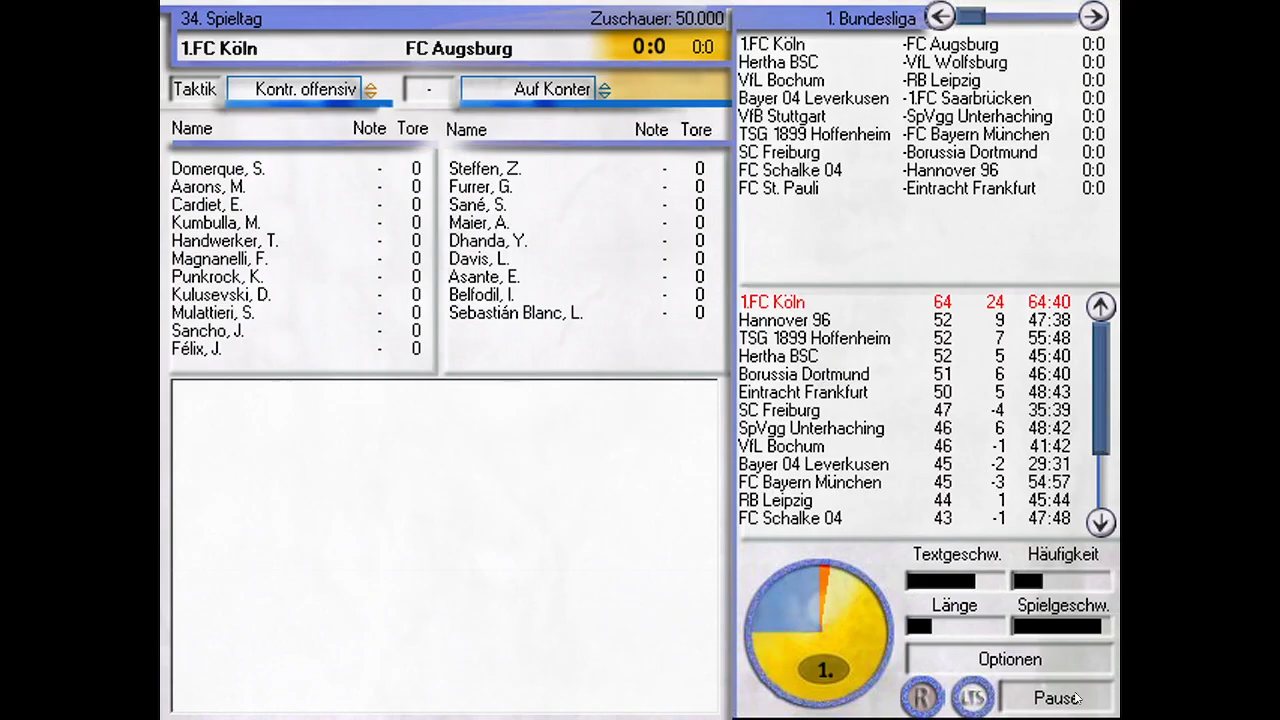 34. Spieltag Zuschauer: 50.000
1.FC Köln FC Augsburg 0:0 0:0
Taktik Kontr. offensiv - Auf Konter
Name Note Tore Name Note Tore
Domerque, S. - 0 Steffen, Z. - 0
Aarons, M. - 0 Furrer, G. - 0
Cardiet, E. - 0 Sané, S. - 0
Kumbulla, M. - 0 Maier, A. - 0
Handwerker, T. - 0 Dhanda, Y. - 0
Magnanelli, F. - 0 Davis, L. - 0
Punkrock, K. - 0 Asante, E. - 0
Kulusevski, D. - 0 Belfodil, I. - 0
Mulattieri, S. - 0 Sebastián Blanc, L. - 0
Sancho, J. - 0
Félix, J. - 0
1. Bundesliga
1.FC Köln -FC Augsburg 0:0
Hertha BSC -VfL Wolfsburg 0:0
VfL Bochum -RB Leipzig 0:0
Bayer 04 Leverkusen -1.FC Saarbrücken 0:0
VfB Stuttgart -SpVgg Unterhaching 0:0
TSG 1899 Hoffenheim -FC Bayern München 0:0
SC Freiburg -Borussia Dortmund 0:0
FC Schalke 04 -Hannover 96 0:0
FC St. Pauli -Eintracht Frankfurt 0:0
1.FC Köln 64 24 64:40
Hannover 96 52 9 47:38
TSG 1899 Hoffenheim 52 7 55:48
Hertha BSC 52 5 45:40
Borussia Dortmund 51 6 46:40
Eintracht Frankfurt 50 5 48:43
SC Freiburg 47 -4 35:39
SpVgg Unterhaching 46 6 48:42
VfL Bochum 46 -1 41:42
Bayer 04 Leverkusen 45 -2 29:31
FC Bayern München 45 -3 54:57
RB Leipzig 44 1 45:44
FC Schalke 04 43 -1 47:48
Textgeschw. Häufigkeit
Länge Spielgeschw.
1.
Optionen
R LTS Pause